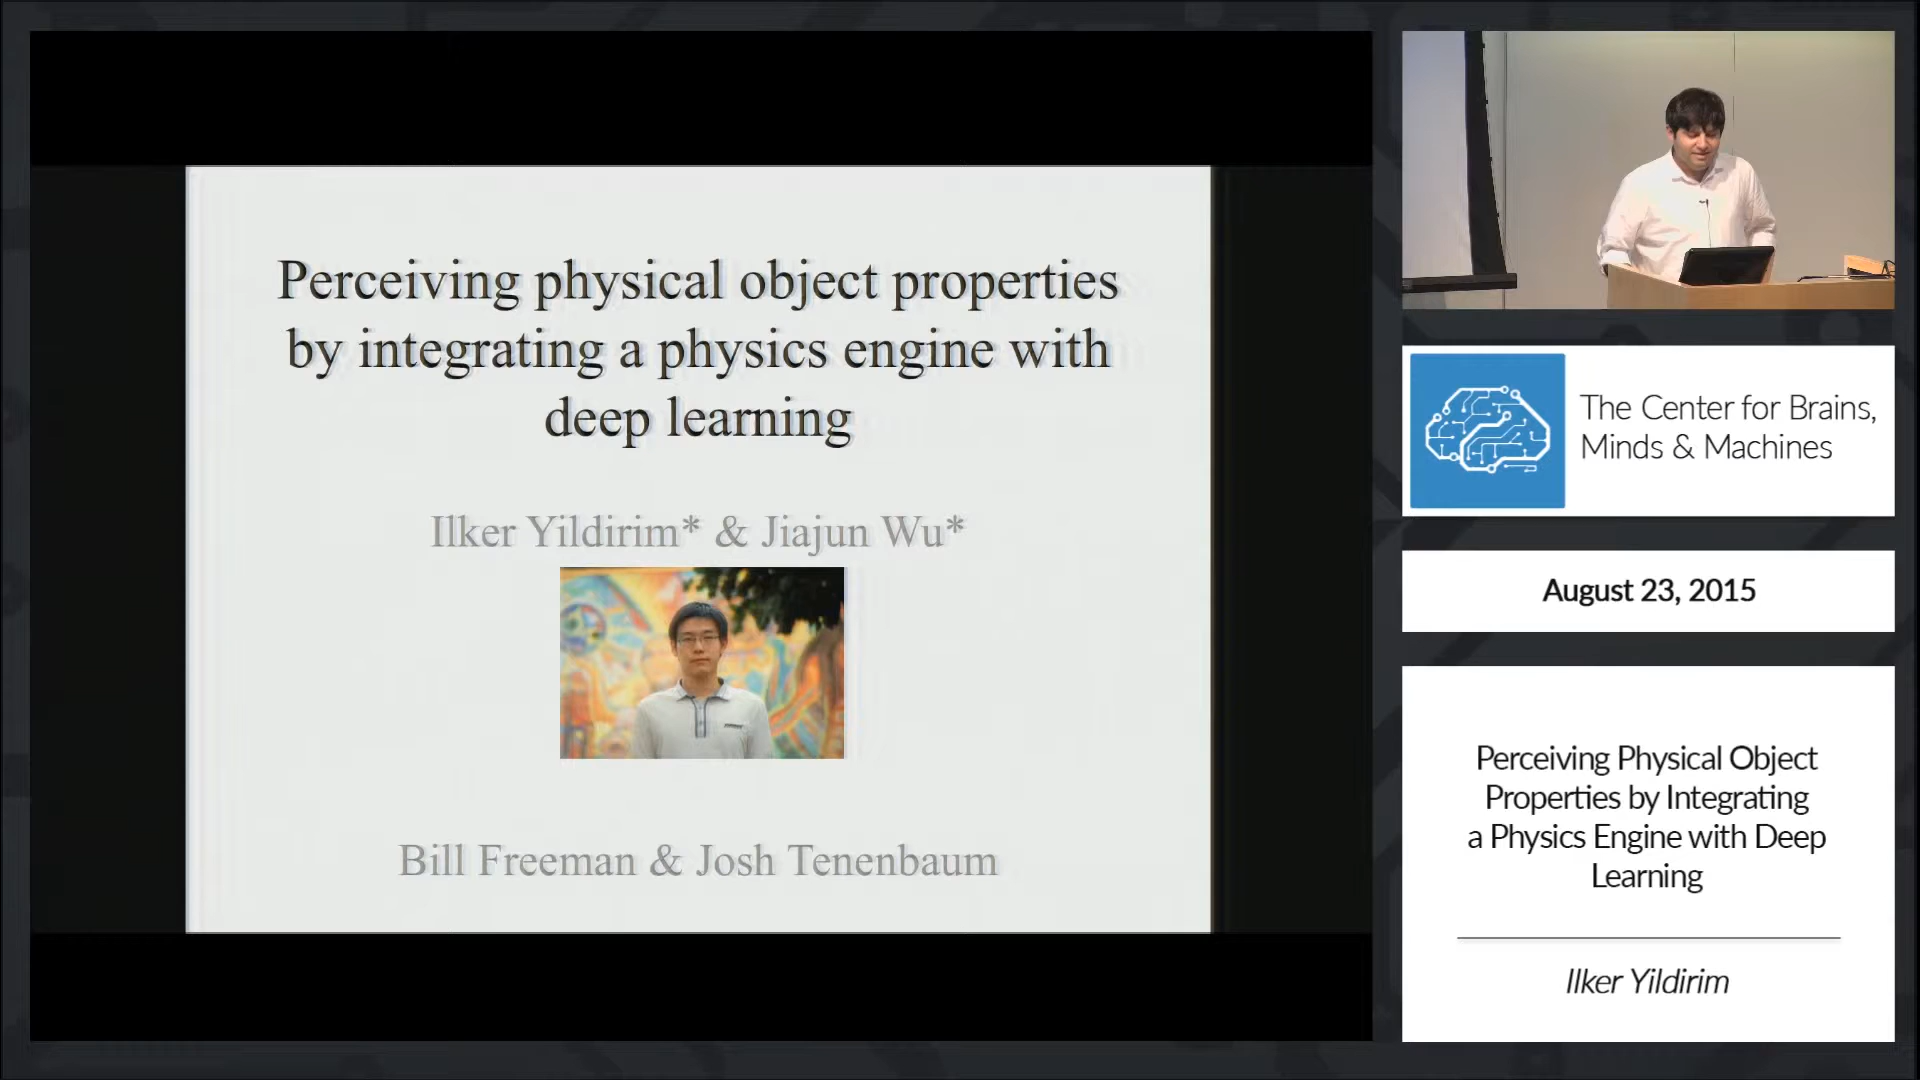 Perceiving physical object properties
by integrating a physics engine with
deep learning
Ilker Yildirim* & Jiajun Wu*
Bill Freeman & Josh Tenenbaum
The Center for Brains,
Minds & Machines
August 23, 2015
Perceiving Physical Object
Properties by Integrating
a Physics Engine with Deep
Learning
Ilker Yildirim